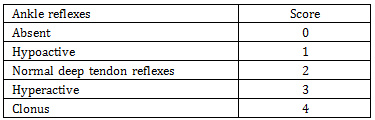 Ankle reflexes Score
Absent 0
Hypoactive 1
Normal deep tendon reflexes 2
Hyperactive 3
Clonus 4